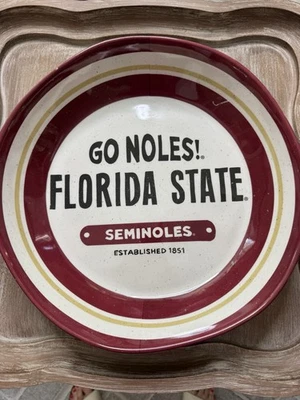 GO NOLES!®
FLORIDA STATE®
SEMINOLES®
ESTABLISHED 1851